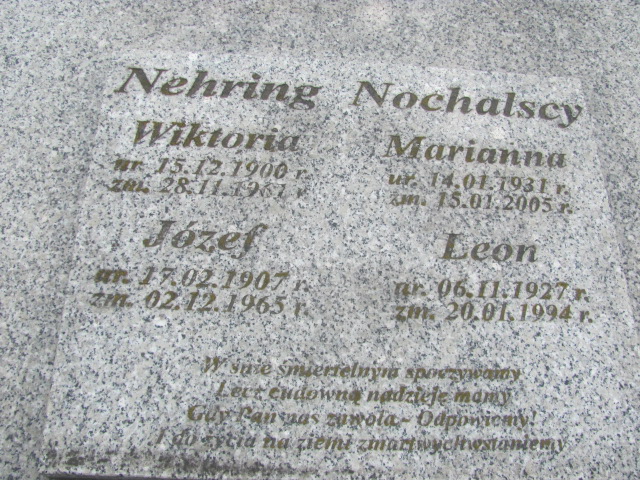 Nehring
Wiktoria
ur. 15.12.1900 r.
zm. 28.11.1961 r.
Józef
ur. 17.02.1907 r.
zm. 02.12.1965 r.
Nochalscy
Marianna
ur. 14.01.1931 r.
zm. 15.01.2005 r.
Leon
ur. 06.11.1927 r.
zm. 20.01.1994 r.
W śnie śmiertelnym spoczywamy
Lecz cudowną nadzieję mamy
Gdy Pan nas zawoła - Odpowiemy!
I do życia na ziemi zmartwychwstaniemy